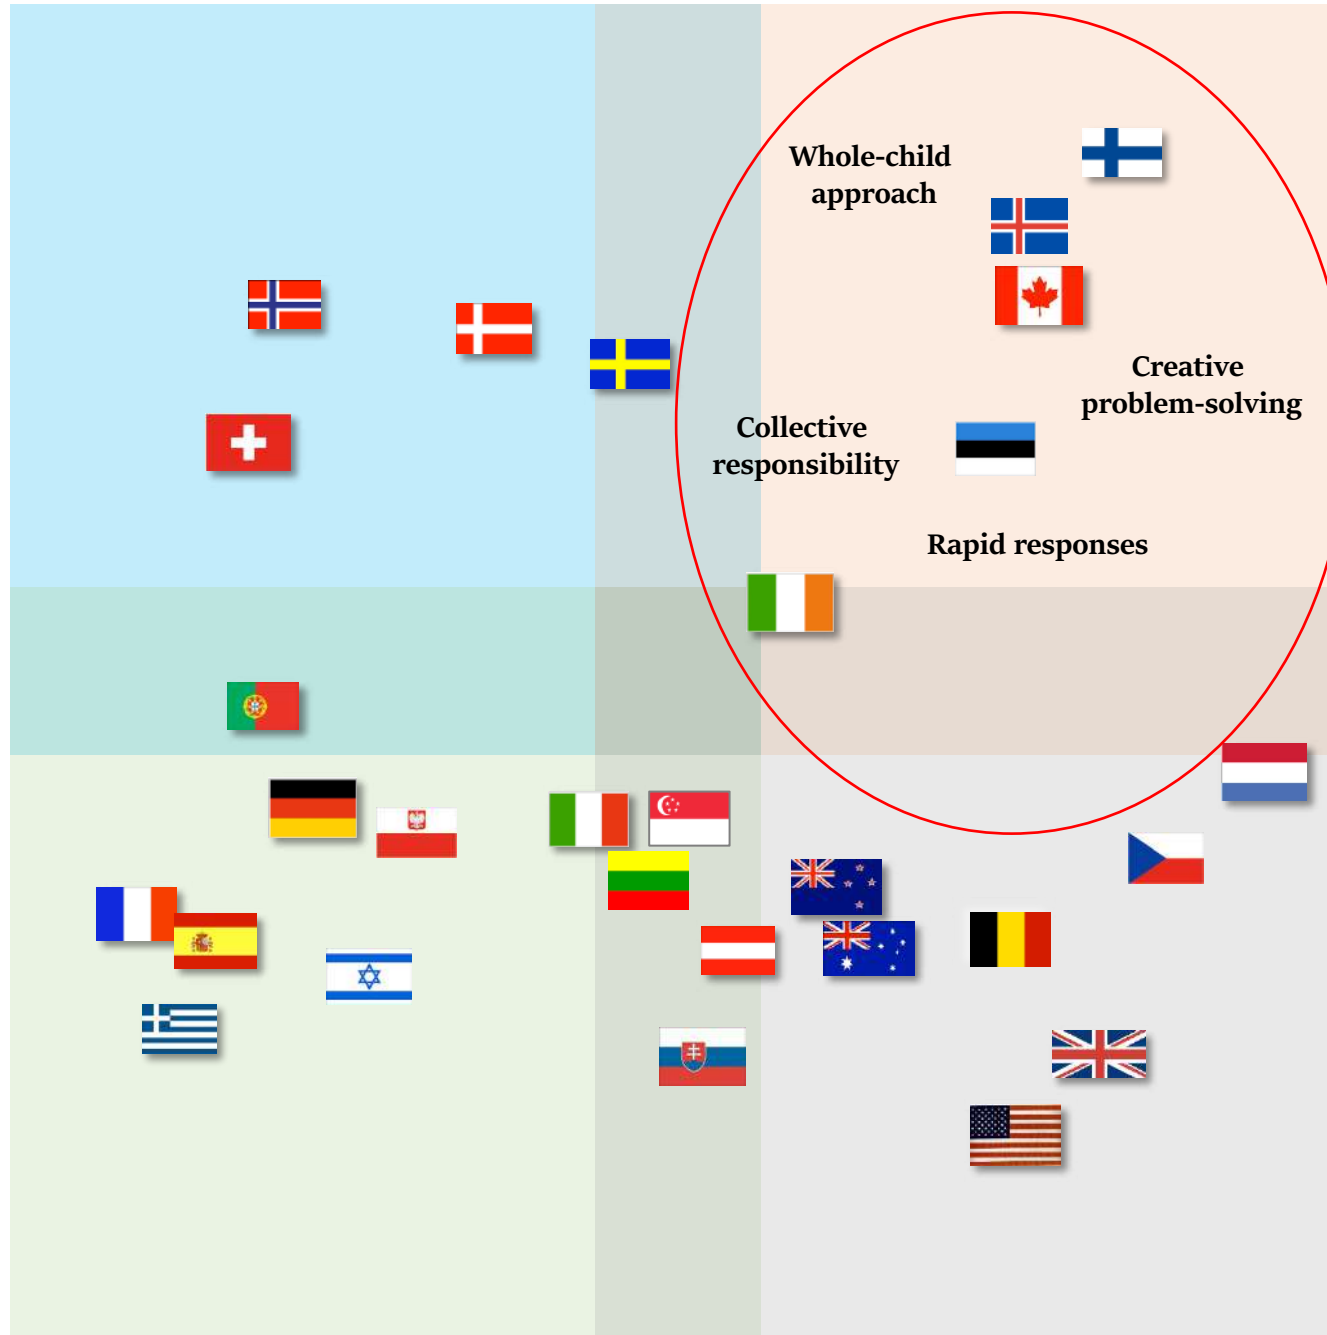 Whole-child
approach
Creative
problem-solving
Collective
responsibility
Rapid responses